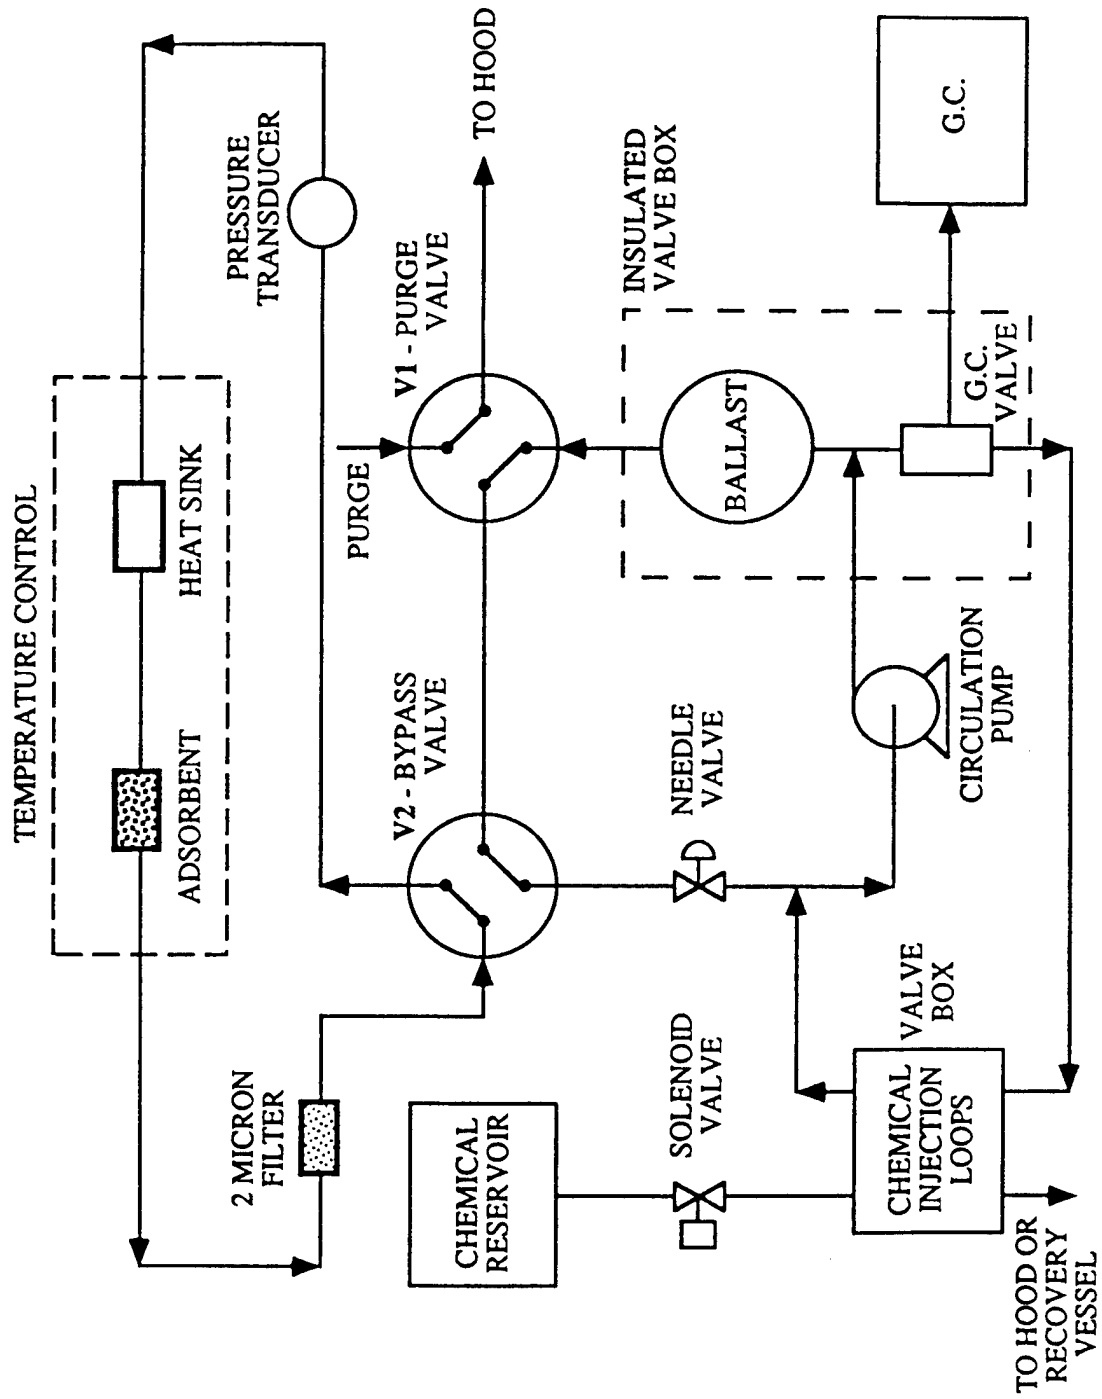 TEMPERATURE CONTROL
ADSORBENT
HEAT SINK
2 MICRON
FILTER
PRESSURE
TRANSDUCER
PURGE
V2 - BYPASS
VALVE
V1 - PURGE
VALVE
TO HOOD
CHEMICAL
RESERVOIR
SOLENOID
VALVE
NEEDLE
VALVE
INSULATED
VALVE BOX
BALLAST
VALVE
BOX
CHEMICAL
INJECTION
LOOPS
CIRCULATION
PUMP
G.C.
VALVE
G.C.
TO HOOD OR
RECOVERY
VESSEL